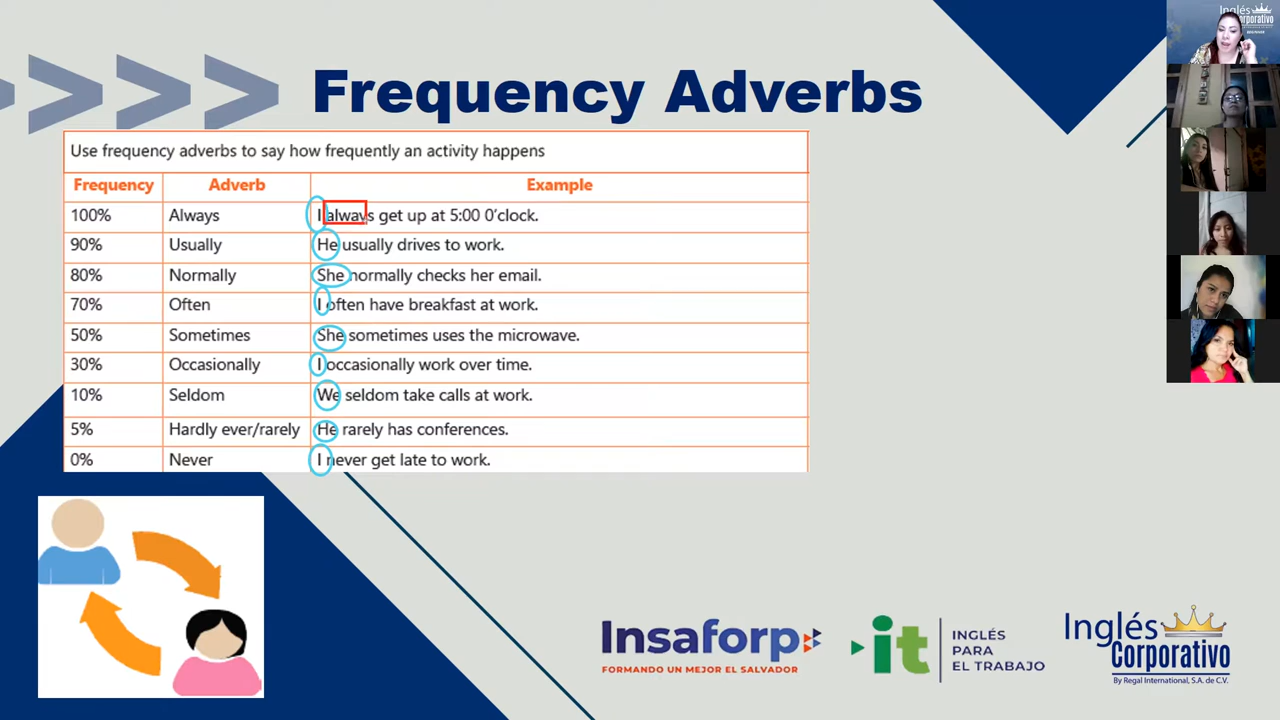 Frequency Adverbs
Use frequency adverbs to say how frequently an activity happens
Frequency Adverb Example
100% Always I always get up at 5:00 0'clock.
90% Usually He usually drives to work.
80% Normally She normally checks her email.
70% Often I often have breakfast at work.
50% Sometimes She sometimes uses the microwave.
30% Occasionally I occasionally work over time.
10% Seldom We seldom take calls at work.
5% Hardly ever/rarely He rarely has conferences.
0% Never I never get late to work.
Insaforp
FORMANDO UN MEJOR EL SALVADOR
it
INGLÉS
PARA
EL TRABAJO
Inglés
Corporativo
By Regal International, S.A. de C.V.
Inglés
Corporativo